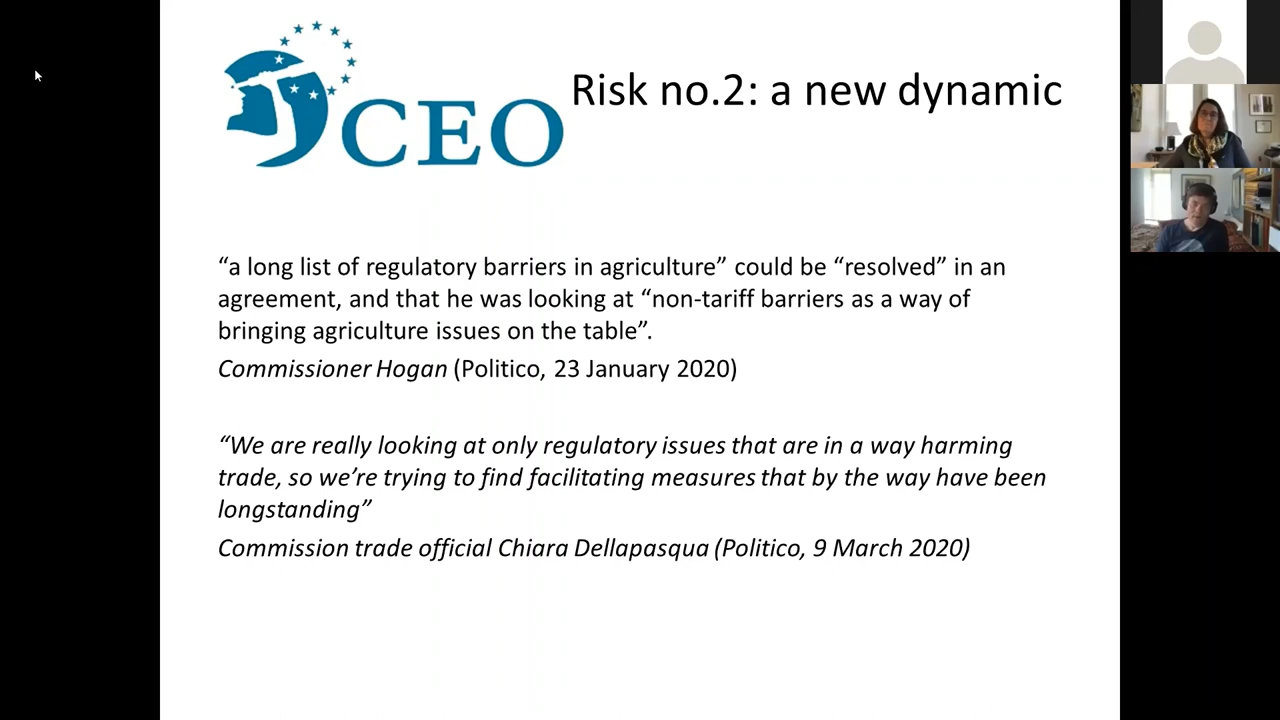 CEO
Risk no.2: a new dynamic
“a long list of regulatory barriers in agriculture” could be “resolved” in an
agreement, and that he was looking at “non-tariff barriers as a way of
bringing agriculture issues on the table”.
Commissioner Hogan (Politico, 23 January 2020)
“We are really looking at only regulatory issues that are in a way harming
trade, so we’re trying to find facilitating measures that by the way have been
longstanding”
Commission trade official Chiara Dellapasqua (Politico, 9 March 2020)